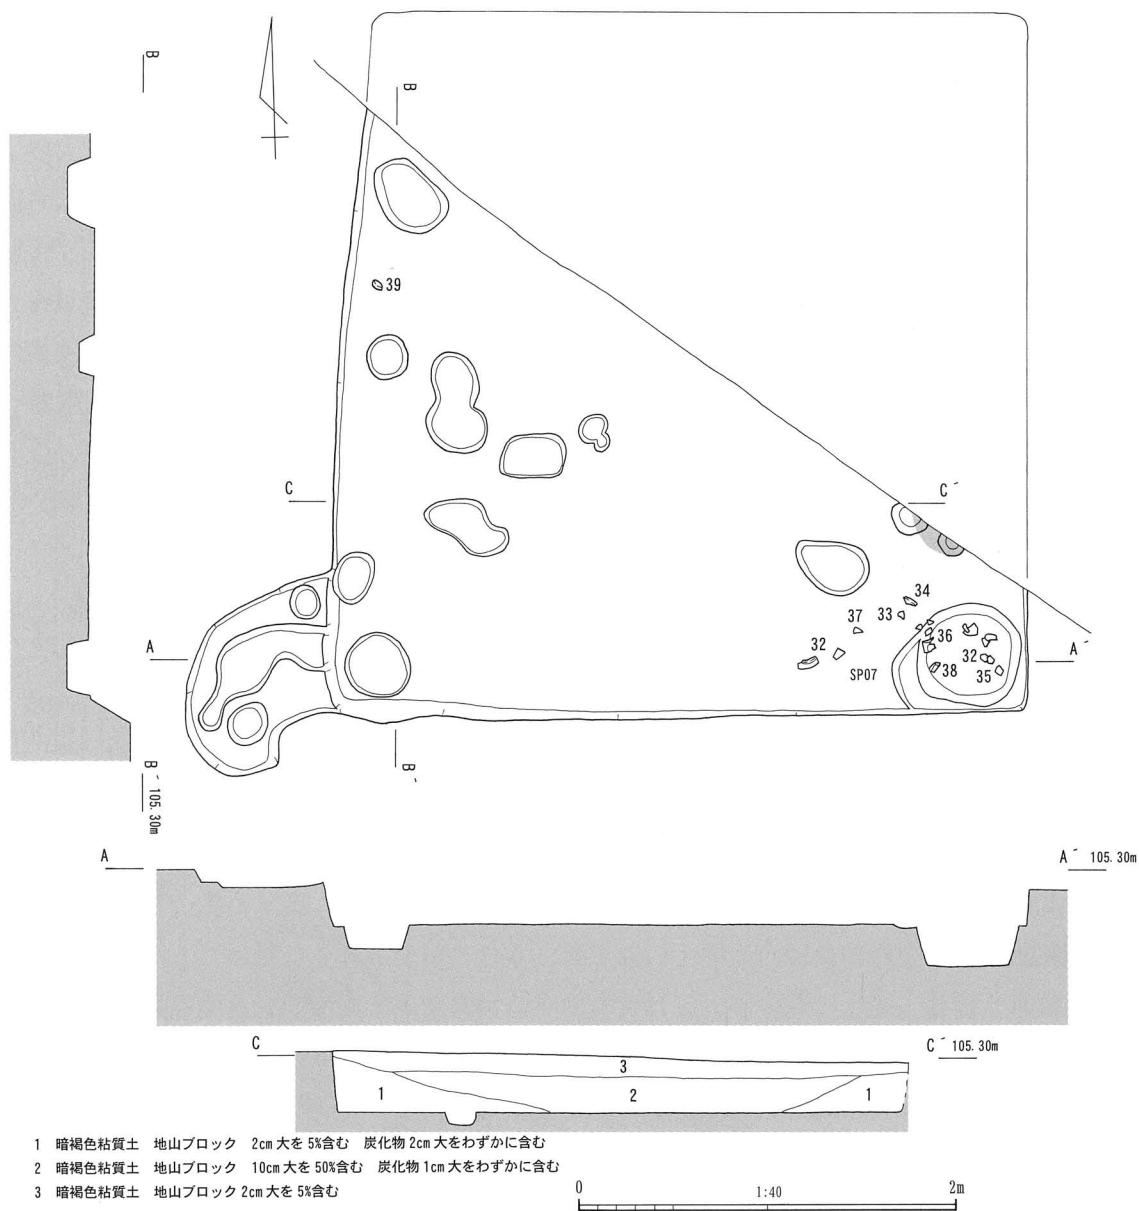 B
B
39
C
C´
34
37
33
36
A
32
32
A´
SP07
38
35
B´
B´
105.30m
A
A´ 105.30m
C
C´ 105.30m
3
1
2
1
1 暗褐色粘質土 地山ブロック 2cm大を5%含む 炭化物2cm大をわずかに含む
2 暗褐色粘質土 地山ブロック 10cm大を50%含む 炭化物1cm大をわずかに含む
3 暗褐色粘質土 地山ブロック2cm大を5%含む
0 1:40 2m